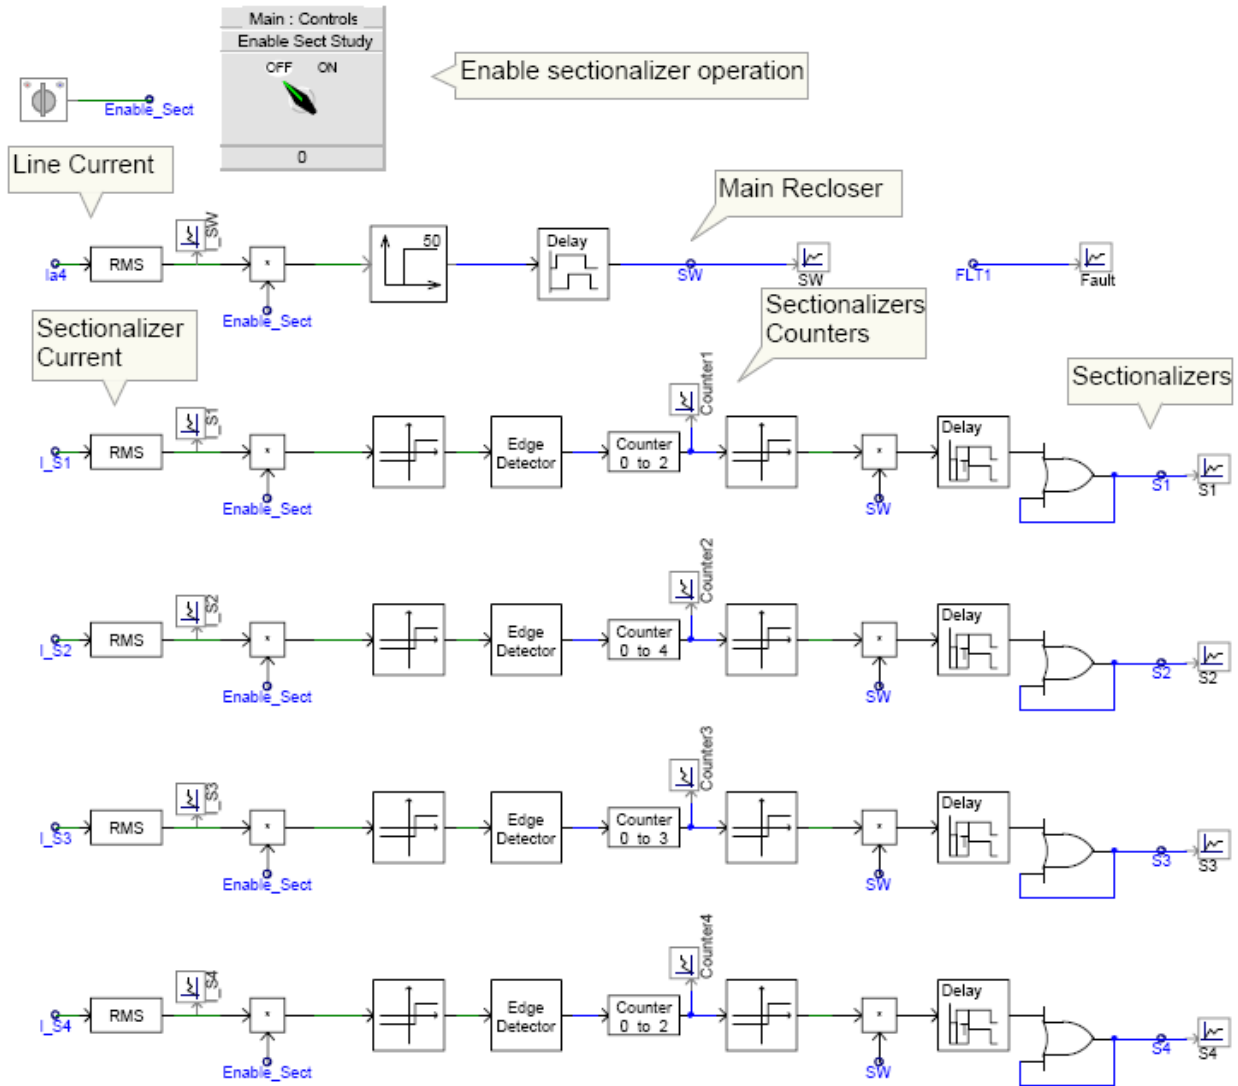 Main : Controls
Enable Sect Study
OFF ON
0
Enable_Sect
Enable sectionalizer operation
Line Current
Main Recloser
Ia4
RMS
I_SW
*
Enable_Sect
50
Delay
SW
SW
FLT1
Fault
Sectionalizer
Current
Sectionalizers
Counters
Sectionalizers
I_S1
RMS
I_S1
*
Enable_Sect
Edge
Detector
Counter
0 to 2
Counter1
*
SW
Delay
S1
S1
I_S2
RMS
I_S2
*
Enable_Sect
Edge
Detector
Counter
0 to 4
Counter2
*
SW
Delay
S2
S2
I_S3
RMS
I_S3
*
Enable_Sect
Edge
Detector
Counter
0 to 3
Counter3
*
SW
Delay
S3
S3
I_S4
RMS
I_S4
*
Enable_Sect
Edge
Detector
Counter
0 to 2
Counter4
*
SW
Delay
S4
S4